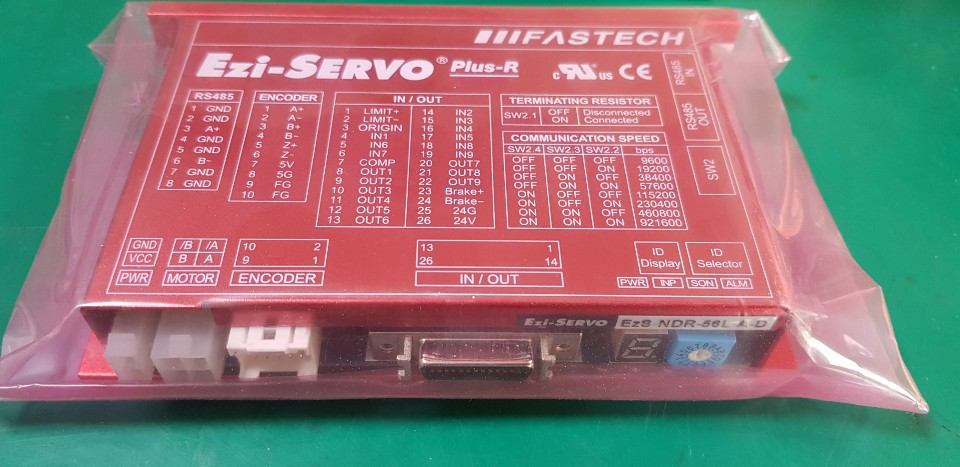 FASTECH
Ezi-SERVO® Plus-R
c RU US CE
RS485 IN
RS485 OUT
SW2
RS485
1 GND
2 GND
3 A+
4 GND
5 GND
6 B-
7 GND
8 GND
ENCODER
1 A+
2 A-
3 B+
4 B-
5 Z+
6 Z-
7 5V
8 5G
9 FG
10 FG
IN / OUT
1 LIMIT+ 14 IN2
2 LIMIT- 15 IN3
3 ORIGIN 16 IN4
4 IN1 17 IN5
5 IN6 18 IN8
6 IN7 19 IN9
7 COMP 20 OUT7
8 OUT1 21 OUT8
9 OUT2 22 OUT9
10 OUT3 23 Brake+
11 OUT4 24 Brake-
12 OUT5 25 24G
13 OUT6 26 24V
TERMINATING RESISTOR
SW2.1 OFF Disconnected
ON Connected
COMMUNICATION SPEED
SW2.4 SW2.3 SW2.2 bps
OFF OFF OFF 9600
OFF OFF ON 19200
OFF ON OFF 38400
OFF ON ON 57600
ON OFF OFF 115200
ON OFF ON 230400
ON ON OFF 460800
ON ON ON 921600
GND
VCC
PWR
/B /A
B A
MOTOR
10 2
9 1
ENCODER
13 1
26 14
IN / OUT
ID Display
ID Selector
PWR INP SON ALM
Ezi-SERVO EzS NDR-56L-A-D